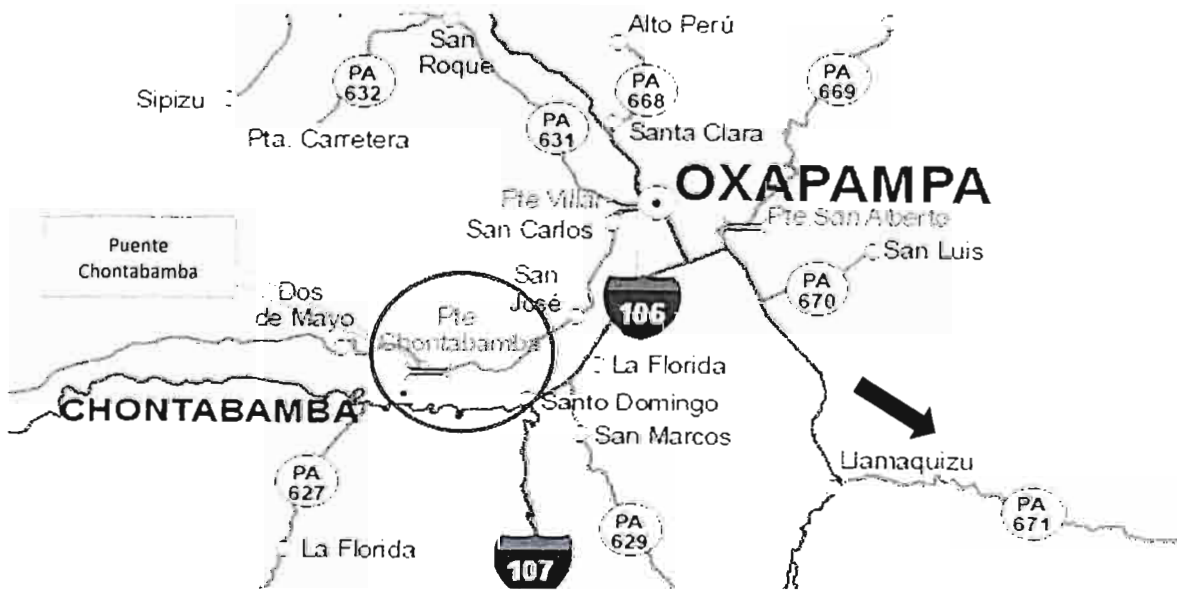 Alto Perú
San
Roque
PA
632
PA
668
PA
669
Sipizu
Pta. Carretera
PA
631
Santa Clara
OXAPAMPA
Pte Villar
Pte San Alberto
San Carlos
San Luis
Puente
Chontabamba
PA
670
San
José
106
Dos
de Mayo
Pte
Chontabamba
La Florida
CHONTABAMBA
Santo Domingo
San Marcos
Llamaquizu
PA
627
PA
671
PA
629
La Florida
107